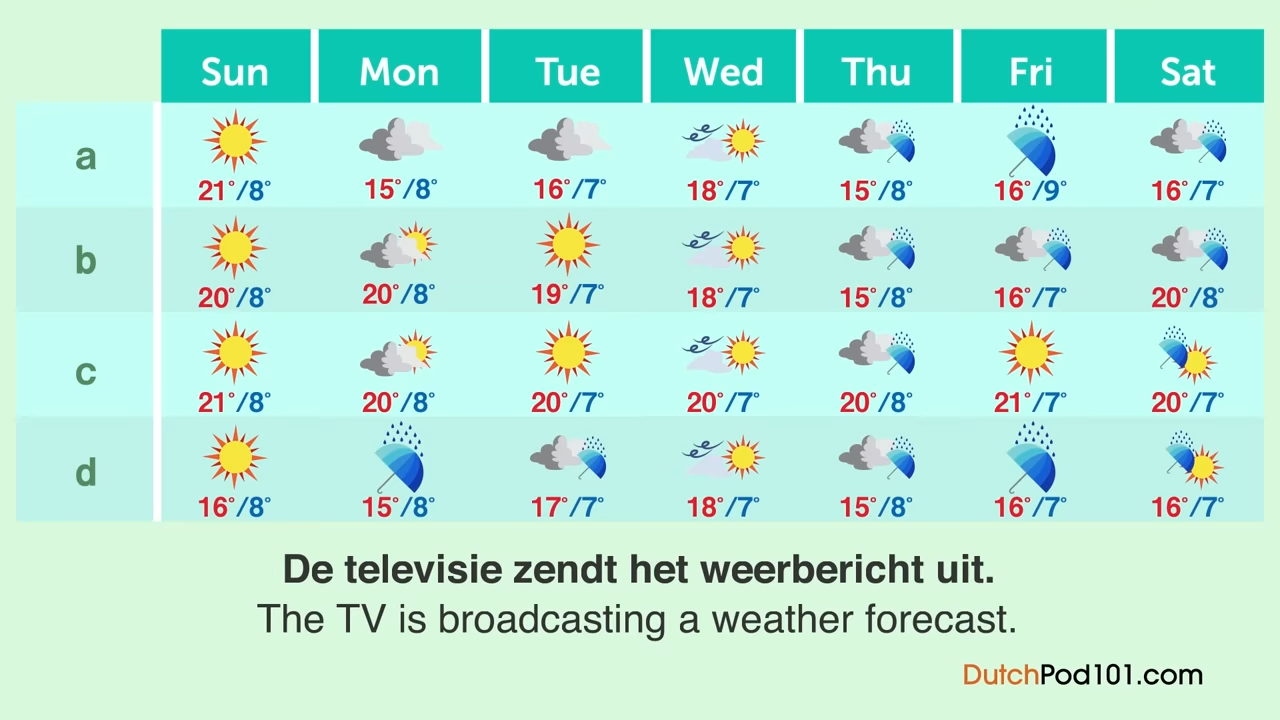 Sun Mon Tue Wed Thu Fri Sat
a
21°/8° 15°/8° 16°/7° 18°/7° 15°/8° 16°/9° 16°/7°
b
20°/8° 20°/8° 19°/7° 18°/7° 15°/8° 16°/7° 20°/8°
c
21°/8° 20°/8° 20°/7° 20°/7° 20°/8° 21°/7° 20°/7°
d
16°/8° 15°/8 17°/7° 18°/7° 15°/8° 16°/7° 16°/7°
De televisie zendt het weerbericht uit.
The TV is broadcasting a weather forecast.
DutchPod101.com